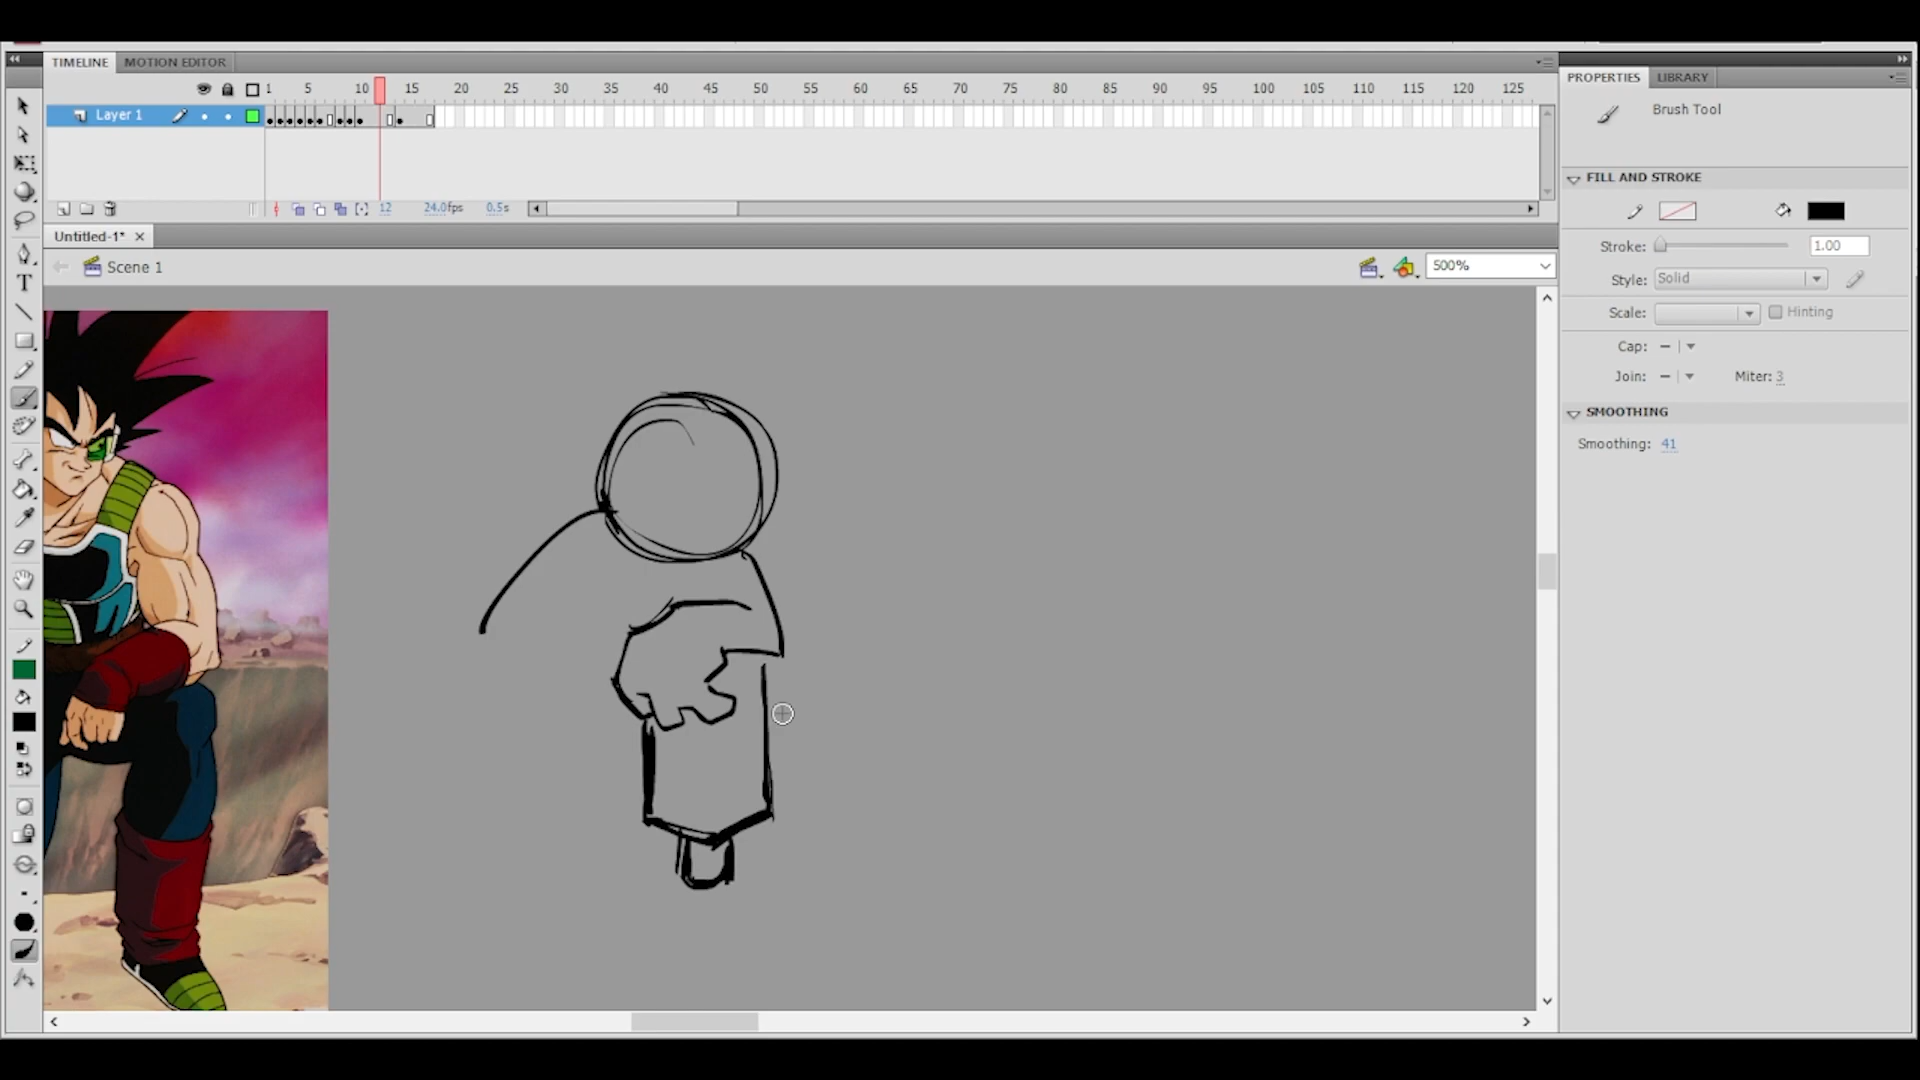 TIMELINE MOTION EDITOR
1 5 10 15 20 25 30 35 40 45 50 55 60 65 70 75 80 85 90 95 100 105 110 115 120 125
Layer 1
12 24.0fps 0.5s
Untitled-1*
Scene 1
500%
T
PROPERTIES LIBRARY
Brush Tool
FILL AND STROKE
Stroke: 1.00
Style: Solid
Scale: Hinting
Cap:
Join: Miter: 3
SMOOTHING
Smoothing: 41